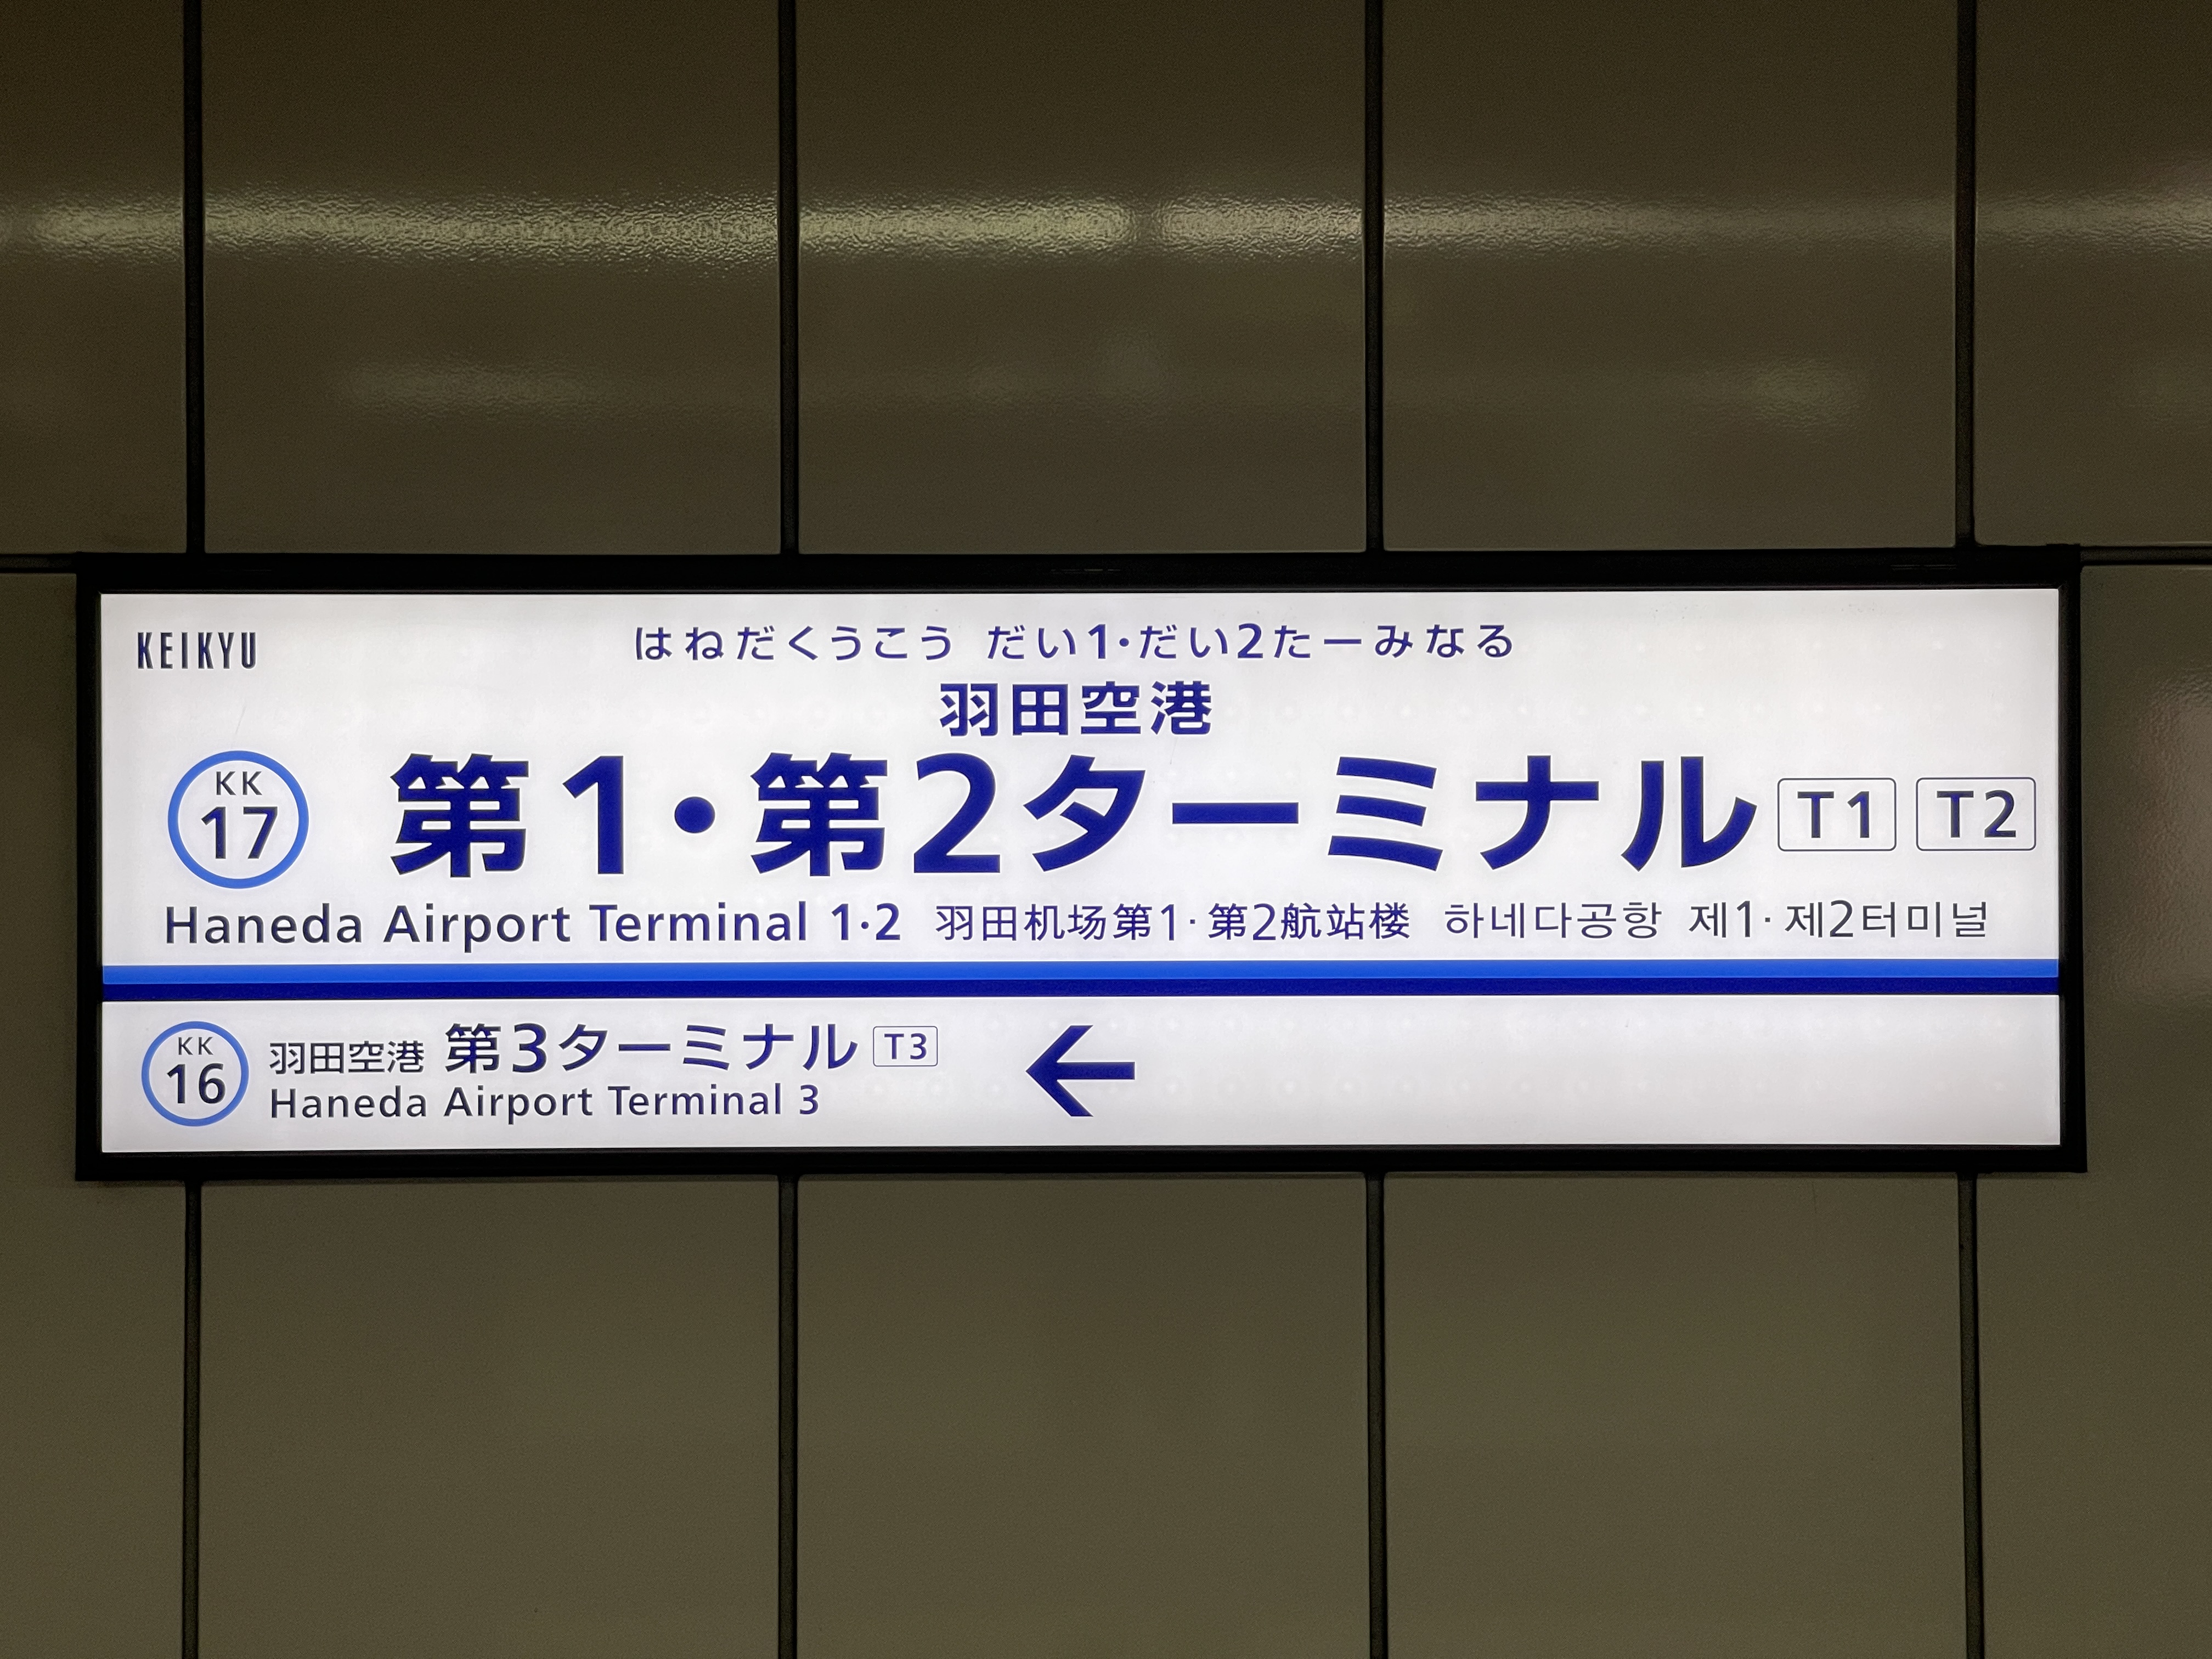 KEIKYU
はねだくうこう だい1・だい2たーみなる
羽田空港
KK
17
第1・第2ターミナル T1 T2
Haneda Airport Terminal 1·2 羽田机场第1·第2航站楼 하네다공항 제1·제2터미널
KK
16
羽田空港 第3ターミナル T3
Haneda Airport Terminal 3
←